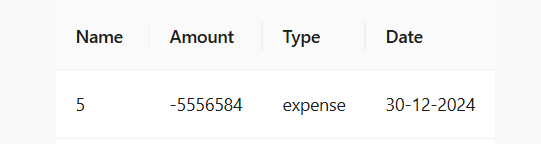 Name Amount Type Date
5 -5556584 expense 30-12-2024